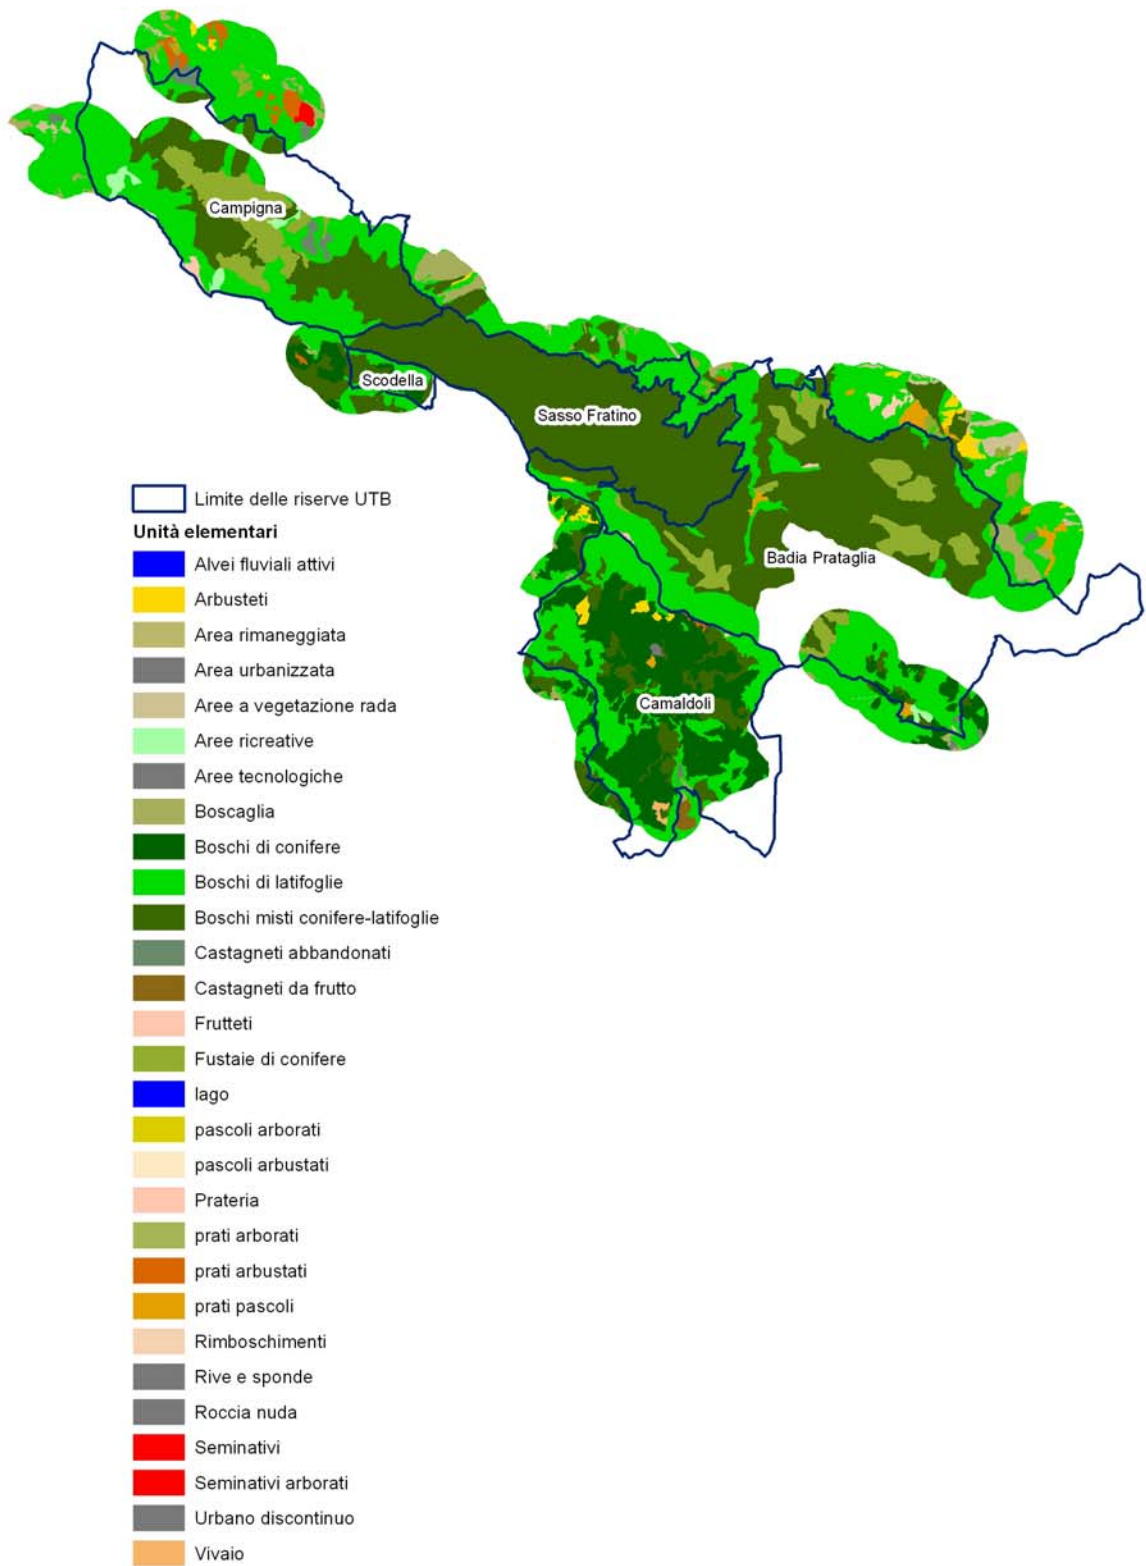 Campigna
Scodella
Sasso Fratino
Badia Prataglia
Camaldoli
Limite delle riserve UTB
Unità elementari
Alvei fluviali attivi
Arbusteti
Area rimaneggiata
Area urbanizzata
Aree a vegetazione rada
Aree ricreative
Aree tecnologiche
Boscaglia
Boschi di conifere
Boschi di latifoglie
Boschi misti conifere-latifoglie
Castagneti abbandonati
Castagneti da frutto
Frutteti
Fustaie di conifere
lago
pascoli arborati
pascoli arbustati
Prateria
prati arborati
prati arbustati
prati pascoli
Rimboschimenti
Rive e sponde
Roccia nuda
Seminativi
Seminativi arborati
Urbano discontinuo
Vivaio